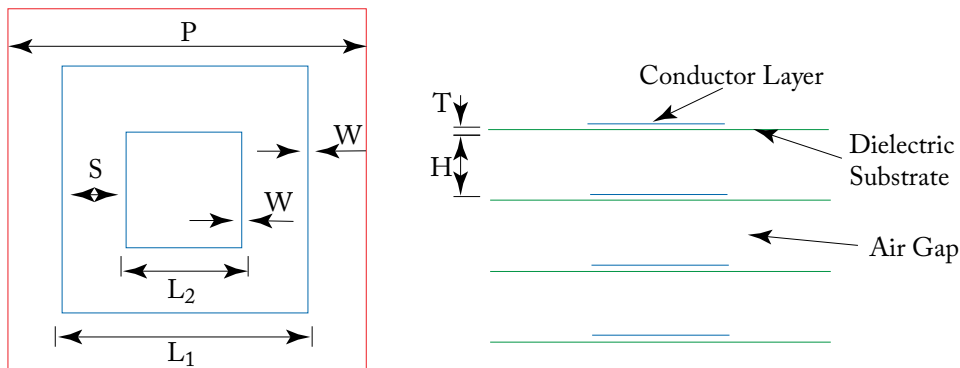 P
W
S
W
L2
L1
Conductor Layer
T
H
Dielectric
Substrate
Air Gap